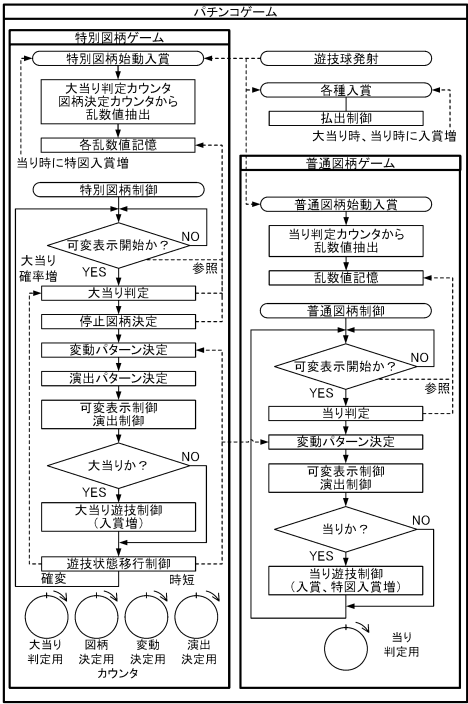 パチンコゲーム
特別図柄ゲーム
特別図柄始動入賞
大当り判定カウンタ
図柄決定カウンタから
乱数値抽出
各乱数値記憶
当り時に特図入賞増
特別図柄制御
可変表示開始か？
NO
YES
参照
大当り
確率増
大当り判定
停止図柄決定
変動パターン決定
演出パターン決定
可変表示制御
演出制御
大当りか？
NO
YES
大当り遊技制御
（入賞増）
遊技状態移行制御
確変
時短
大当り
判定用
図柄
決定用
変動
決定用
演出
決定用
カウンタ
遊技球発射
各種入賞
払出制御
大当り時、当り時に入賞増
普通図柄ゲーム
普通図柄始動入賞
当り判定カウンタから
乱数値抽出
乱数値記憶
普通図柄制御
可変表示開始か？
NO
YES
参照
当り判定
変動パターン決定
可変表示制御
演出制御
当りか？
NO
YES
当り遊技制御
（入賞、特図入賞増）
当り
判定用